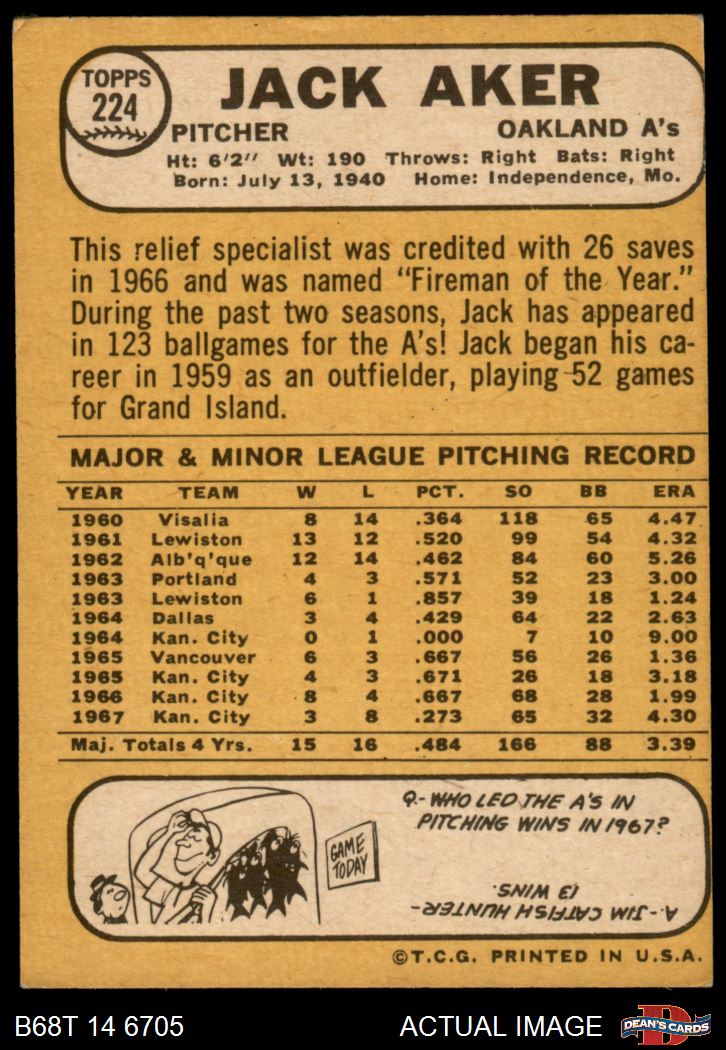 TOPPS
224
JACK AKER
PITCHER OAKLAND A's
Ht: 6'2" Wt: 190 Throws: Right Bats: Right
Born: July 13, 1940 Home: Independence, Mo.
This relief specialist was credited with 26 saves
in 1966 and was named "Fireman of the Year."
During the past two seasons, Jack has appeared
in 123 ballgames for the A's! Jack began his ca-
reer in 1959 as an outfielder, playing 52 games
for Grand Island.
MAJOR & MINOR LEAGUE PITCHING RECORD
YEAR TEAM W L PCT. SO BB ERA
1960 Visalia 8 14 .364 118 65 4.47
1961 Lewiston 13 12 .520 99 54 4.32
1962 Alb'q'que 12 14 .462 84 60 5.26
1963 Portland 4 3 .571 52 23 3.00
1963 Lewiston 6 1 .857 39 18 1.24
1964 Dallas 3 4 .429 64 22 2.63
1964 Kan. City 0 1 .000 7 10 9.00
1965 Vancouver 6 3 .667 56 26 1.36
1965 Kan. City 4 3 .671 26 18 3.18
1966 Kan. City 8 4 .667 68 28 1.99
1967 Kan. City 3 8 .273 65 32 4.30
Maj. Totals 4 Yrs. 15 16 .484 166 88 3.39
GAME
TODAY
Q.- WHO LED THE A'S IN
PITCHING WINS IN 1967?
A.- JIM CATFISH HUNTER-
13 WINS.
©T.C.G. PRINTED IN U.S.A.
B68T 14 6705 ACTUAL IMAGE
D
DEAN'S CARDS